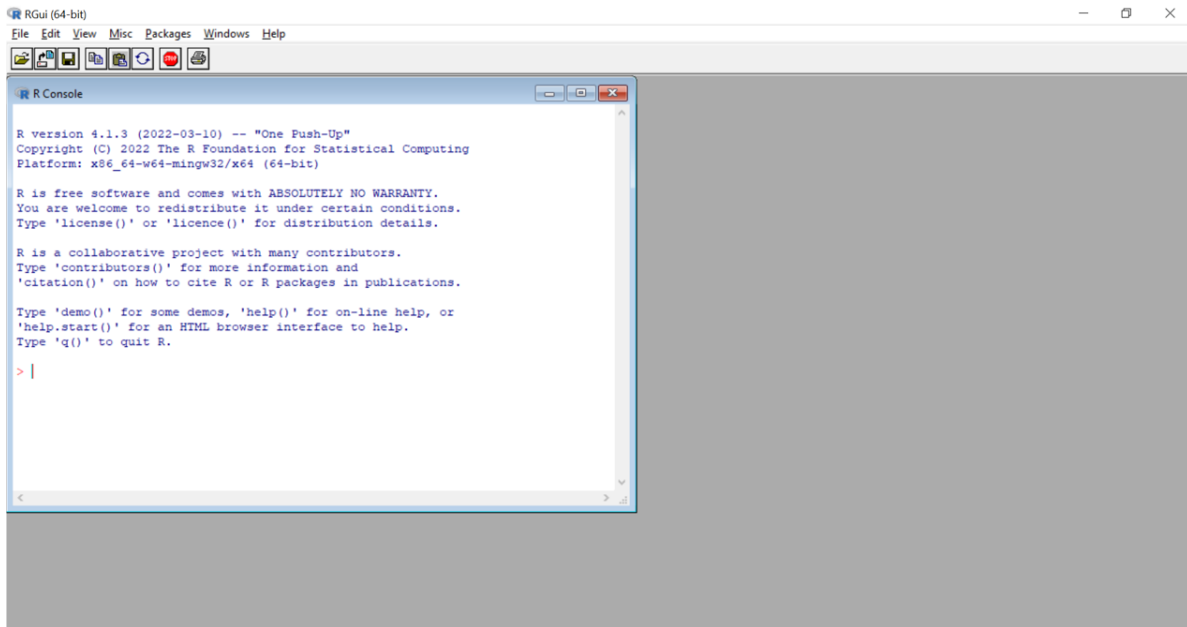 RGui (64-bit)
File Edit View Misc Packages Windows Help
STOP
R Console
R version 4.1.3 (2022-03-10) -- "One Push-Up"
Copyright (C) 2022 The R Foundation for Statistical Computing
Platform: x86_64-w64-mingw32/x64 (64-bit)
R is free software and comes with ABSOLUTELY NO WARRANTY.
You are welcome to redistribute it under certain conditions.
Type 'license()' or 'licence()' for distribution details.
R is a collaborative project with many contributors.
Type 'contributors()' for more information and
'citation()' on how to cite R or R packages in publications.
Type 'demo()' for some demos, 'help()' for on-line help, or
'help.start()' for an HTML browser interface to help.
Type 'q()' to quit R.
>